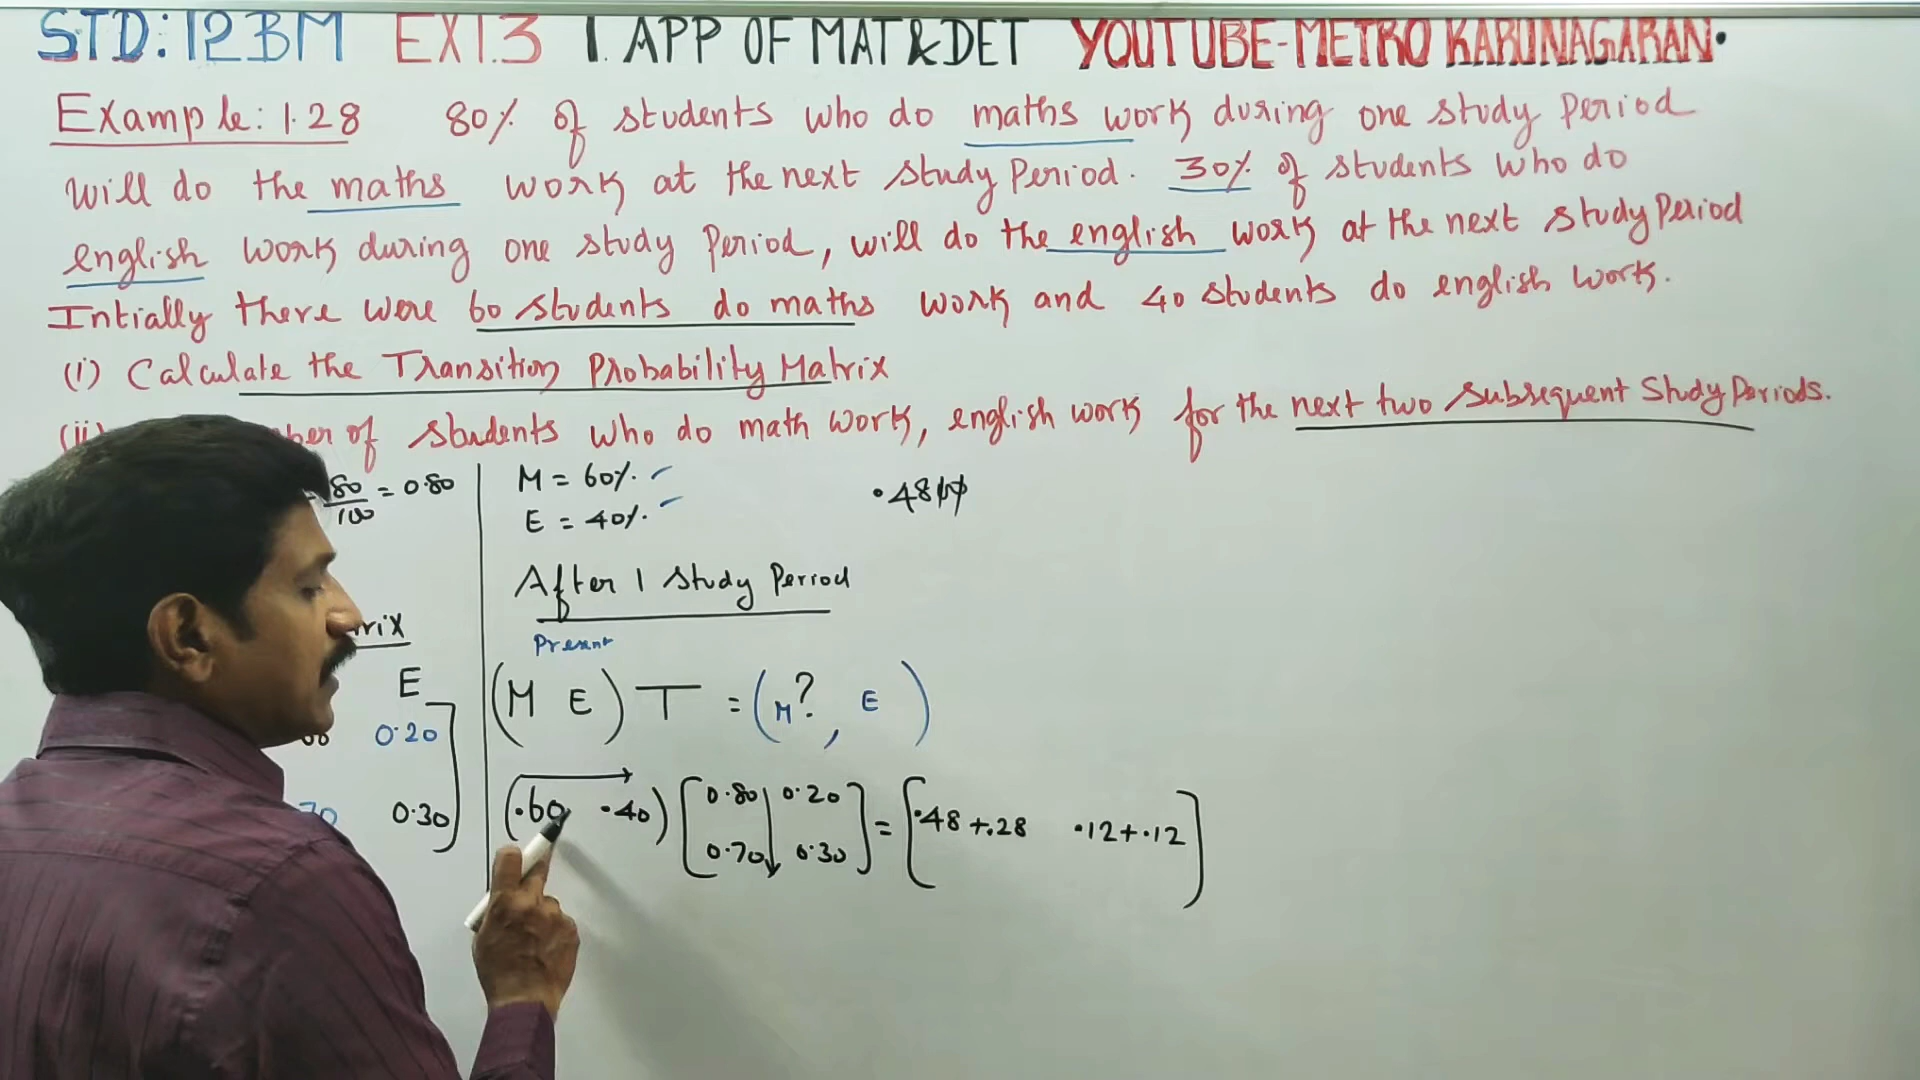 STD:12BM EX1.3 1. APP OF MAT&DET YOUTUBE-METRO KARUNAGARAN.
Example: 1.28 80% of students who do maths work during one study Period
will do the maths work at the next study Period. 30% of students who do
english work during one study Period, will do the english work at the next study Period
Intially there were 60 students do maths work and 40 students do english work.
(i) Calculate the Transition Probability Matrix
(ii) of students who do math work, english work for the next two subsequent Study Periods.
80/100 = 0.80
E
0.20
0.30
M = 60%.
E = 40%.
.48
After 1 study Period
Present
(M E) T = (M? , E )
(.60 .40) [0.80 0.20 = [.48+.28 .12+.12]
0.70 0.30]